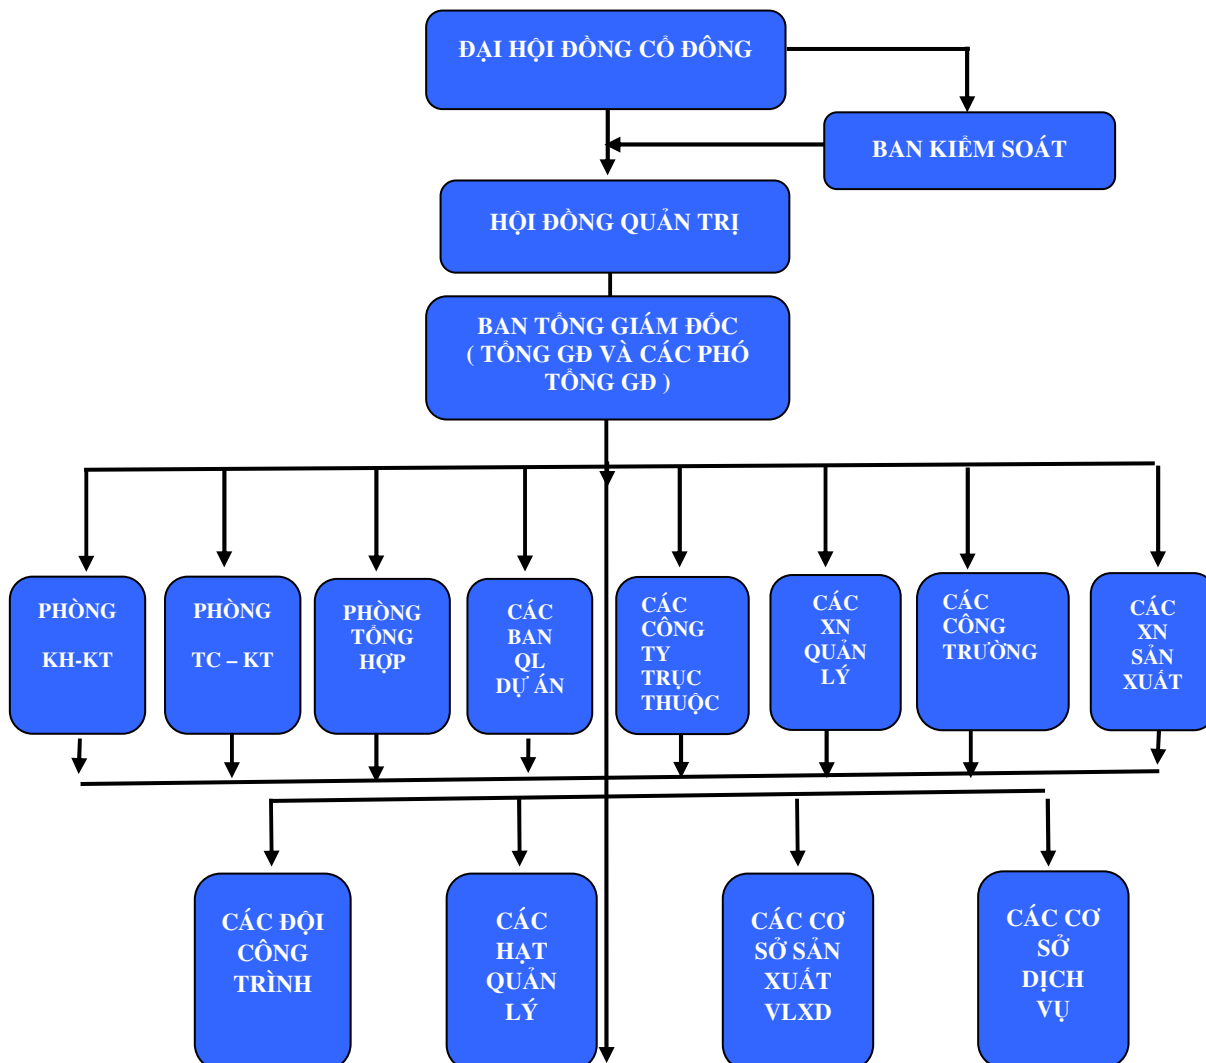 ĐẠI HỘI ĐỒNG CỔ ĐÔNG
BAN KIỂM SOÁT
HỘI ĐỒNG QUẢN TRỊ
BAN TỔNG GIÁM ĐỐC
( TỔNG GĐ VÀ CÁC PHÓ
TỔNG GĐ )
PHÒNG
KH-KT
PHÒNG
TC – KT
PHÒNG
TỔNG
HỢP
CÁC
BAN
QL
DỰ ÁN
CÁC
CÔNG
TY
TRỤC
THUỘC
CÁC
XN
QUẢN
LÝ
CÁC
CÔNG
TRƯỜNG
CÁC
XN
SẢN
XUẤT
CÁC ĐỘI
CÔNG
TRÌNH
CÁC
HẠT
QUẢN
LÝ
CÁC CƠ
SỞ SẢN
XUẤT
VLXD
CÁC CƠ
SỞ
DỊCH
VỤ